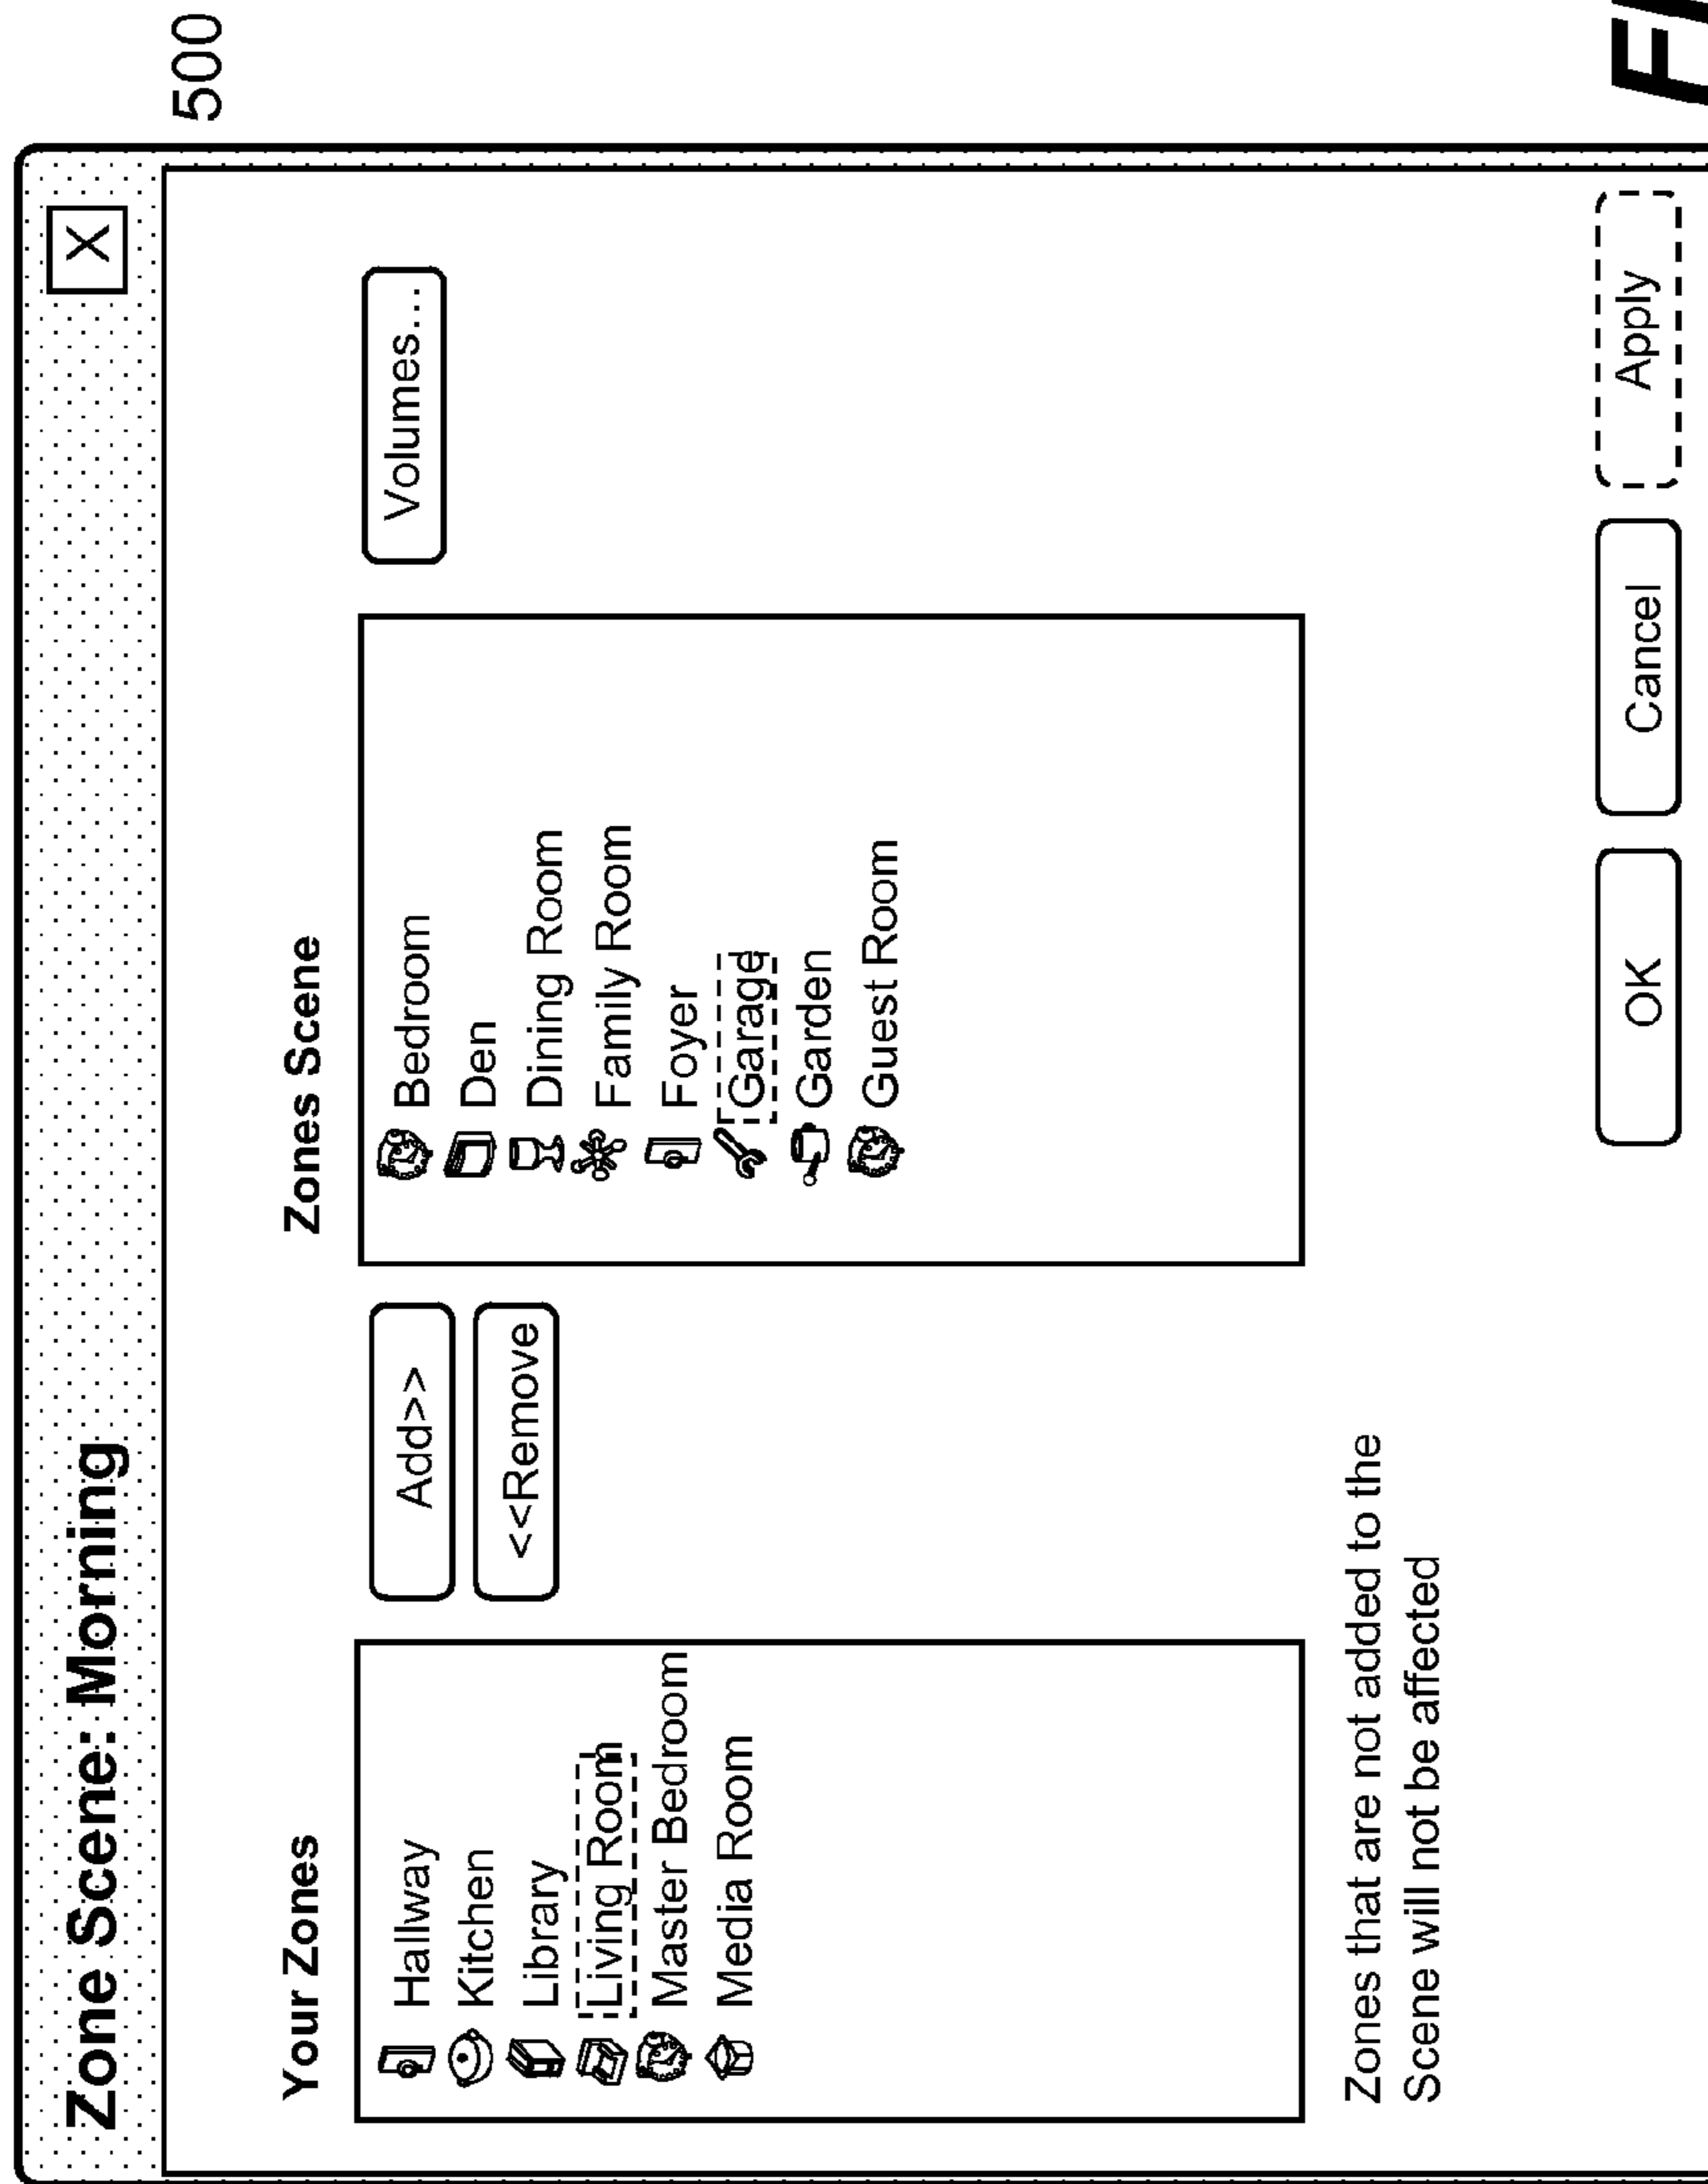 500
Zone Scene: Morning
X
Your Zones
Hallway
Kitchen
Library
Living Room
Master Bedroom
Media Room
Add>>
<<Remove
Zones Scene
Bedroom
Den
Dining Room
Family Room
Foyer
Garage
Garden
Guest Room
Volumes...
Zones that are not added to the
Scene will not be affected
OK
Cancel
Apply